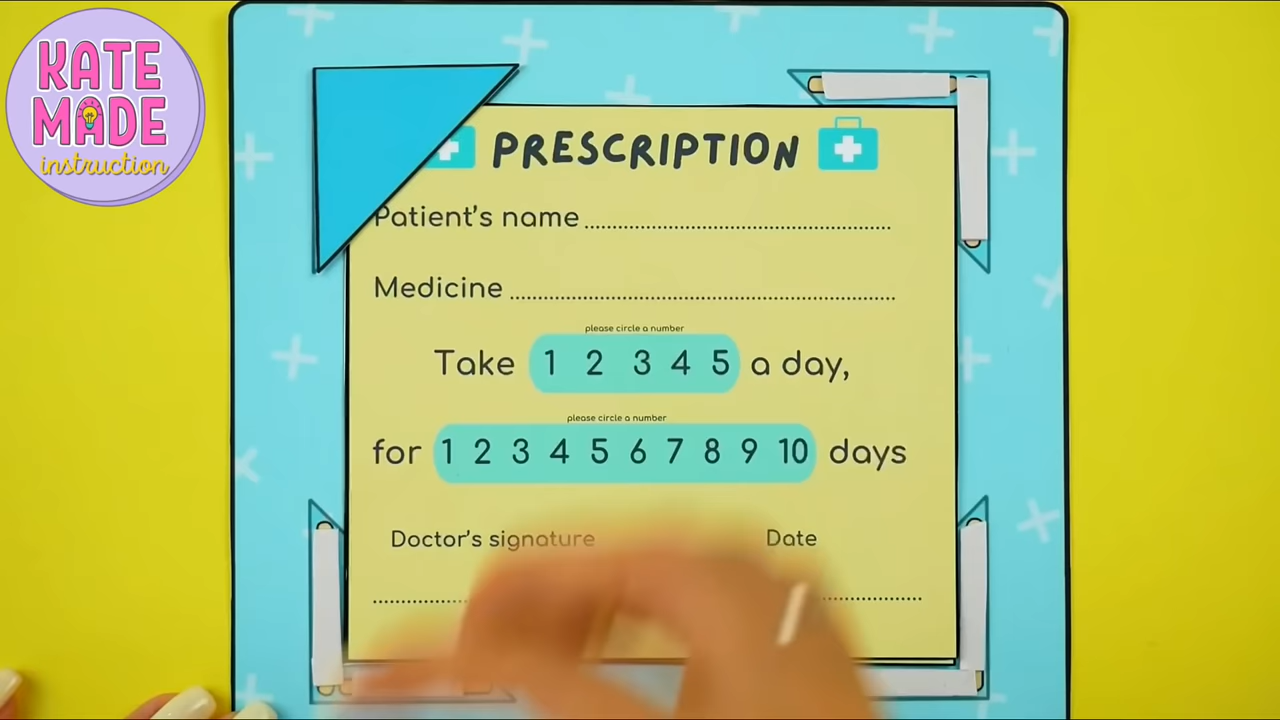 KATE
MADE
instruction
PRESCRIPTION
Patient's name
Medicine
please circle a number
Take 1 2 3 4 5 a day,
please circle a number
for 1 2 3 4 5 6 7 8 9 10 days
Doctor's signature Date